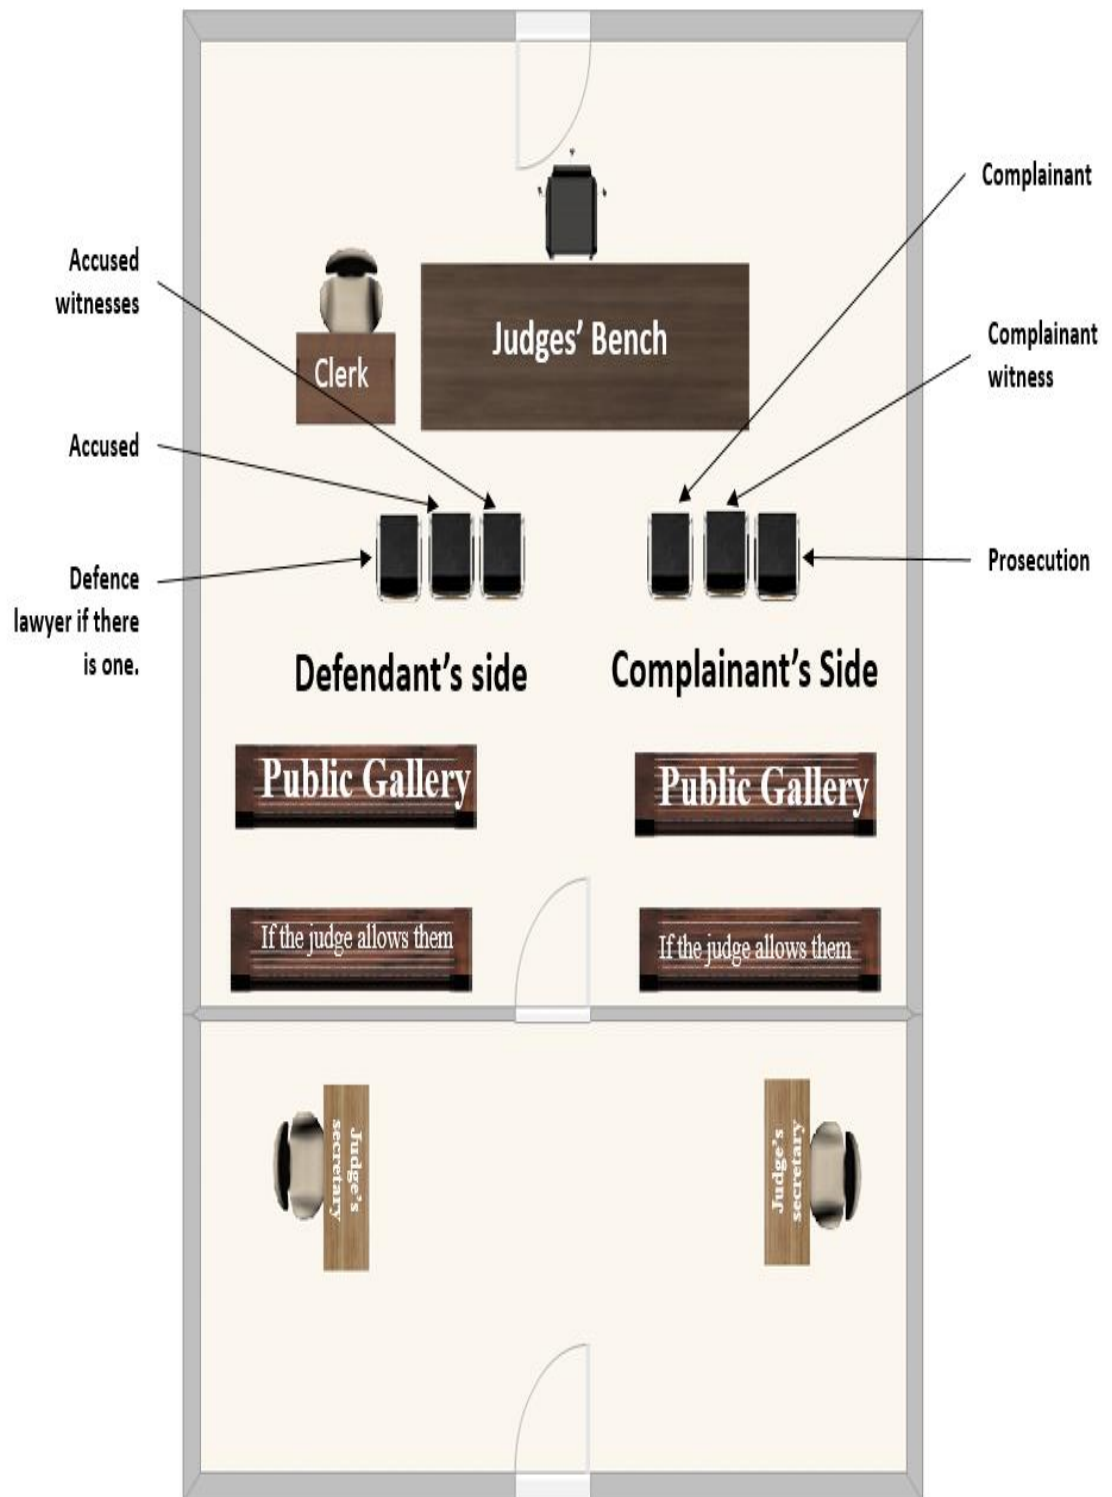 Complainant
Accused
witnesses
Judges' Bench
Complainant
witness
Clerk
Accused
Prosecution
Defence
lawyer if there
is one.
Defendant's side
Complainant's Side
Public Gallery
Public Gallery
If the judge allows them
If the judge allows them
Judge's
secretary
Judge's
secretary